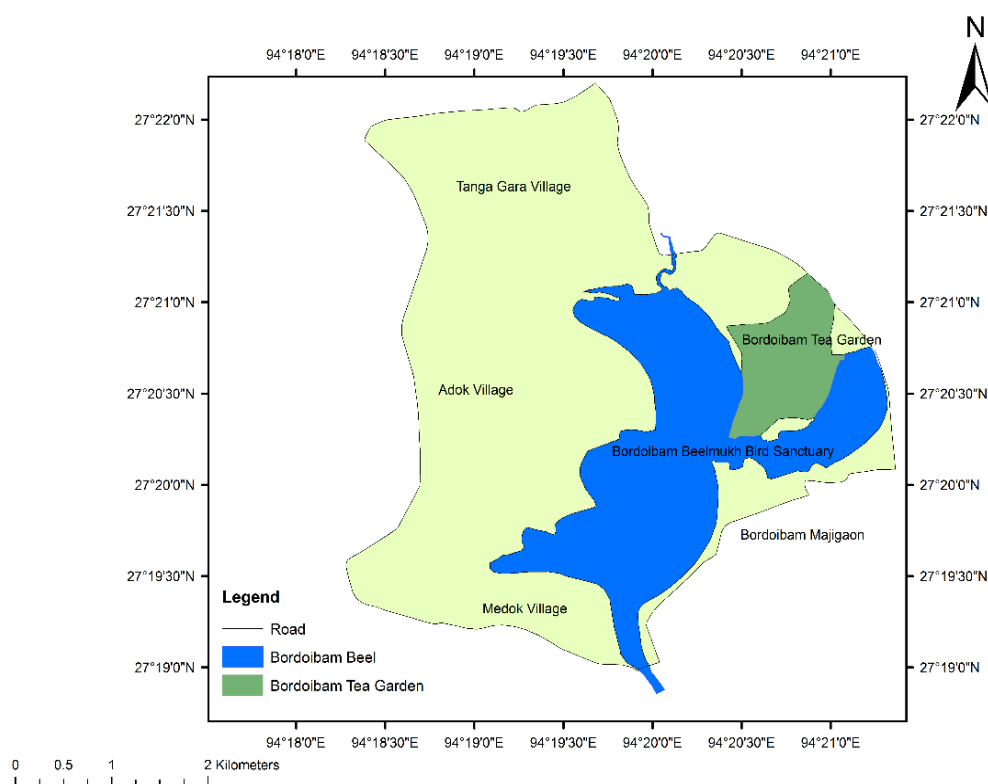 N
94°18'0"E 94°18'30"E 94°19'0"E 94°19'30"E 94°20'0"E 94°20'30"E 94°21'0"E
27°22'0"N 27°22'0"N
Tanga Gara Village
27°21'30"N 27°21'30"N
27°21'0"N 27°21'0"N
Bordoibam Tea Garden
Adok Village
27°20'30"N 27°20'30"N
Bordoibam Beelmukh Bird Sanctuary
27°20'0"N 27°20'0"N
Bordoibam Majigaon
27°19'30"N 27°19'30"N
Medok Village
Legend
Road
Bordoibam Beel
27°19'0"N 27°19'0"N
Bordoibam Tea Garden
94°18'0"E 94°18'30"E 94°19'0"E 94°19'30"E 94°20'0"E 94°20'30"E 94°21'0"E
0 0.5 1 2 Kilometers